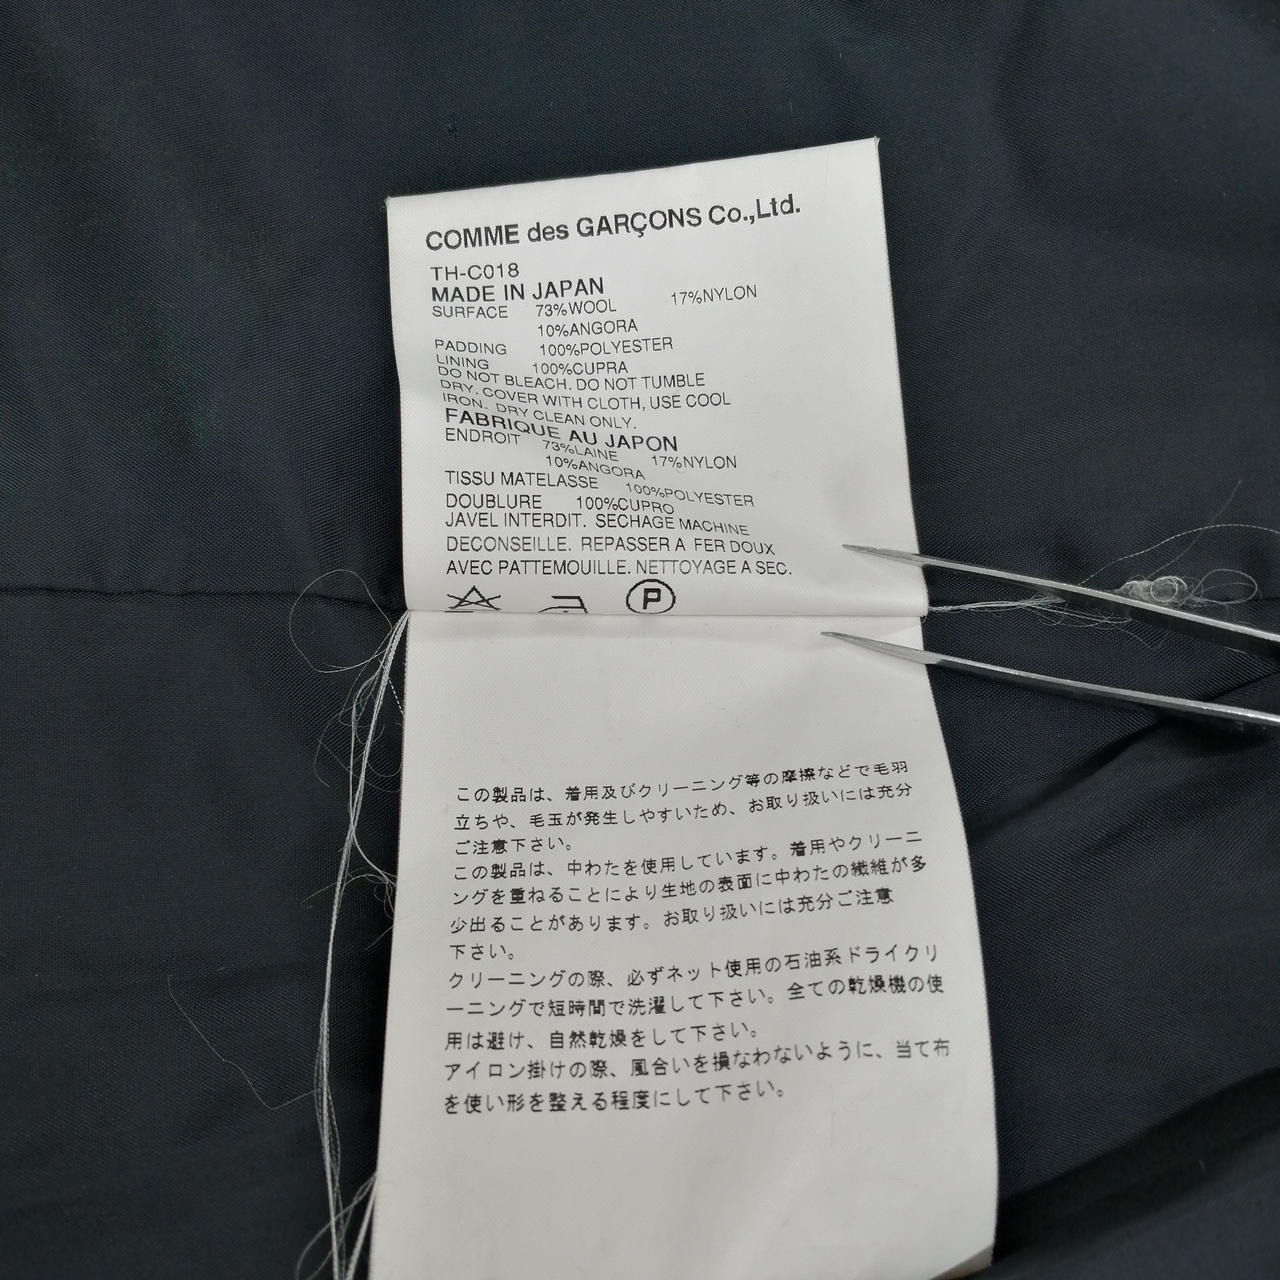 COMME des GARÇONS Co.,Ltd.
TH-C018
MADE IN JAPAN
SURFACE 73%WOOL 17%NYLON
10%ANGORA
PADDING 100%POLYESTER
LINING 100%CUPRA
DO NOT BLEACH. DO NOT TUMBLE
DRY. COVER WITH CLOTH, USE COOL
IRON. DRY CLEAN ONLY.
FABRIQUE AU JAPON
ENDROIT 73%LAINE 17%NYLON
10%ANGORA
TISSU MATELASSE 100%POLYESTER
DOUBLURE 100%CUPRO
JAVEL INTERDIT. SECHAGE MACHINE
DECONSEILLE. REPASSER A FER DOUX
AVEC PATTEMOUILLE. NETTOYAGE A SEC.
P
この製品は、着用及びクリーニング等の摩擦などで毛羽
立ちや、毛玉が発生しやすいため、お取り扱いには充分
ご注意下さい。
この製品は、中わたを使用しています。着用やクリーニ
ングを重ねることにより生地の表面に中わたの繊維が多
少出ることがあります。お取り扱いには充分ご注意
下さい。
クリーニングの際、必ずネット使用の石油系ドライクリ
ーニングで短時間で洗濯して下さい。全ての乾燥機の使
用は避け、自然乾燥をして下さい。
アイロン掛けの際、風合いを損なわないように、当て布
を使い形を整える程度にして下さい。